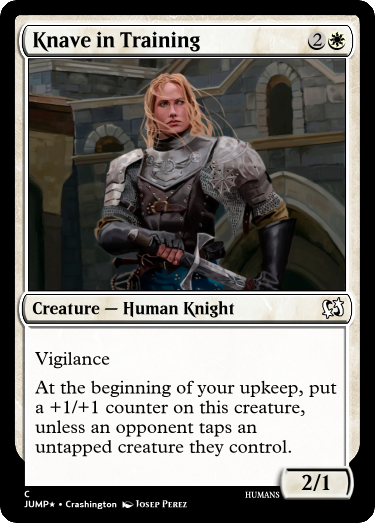 Knave in Training 2
Creature — Human Knight
Vigilance
At the beginning of your upkeep, put
a +1/+1 counter on this creature,
unless an opponent taps an
untapped creature they control.
2/1
C
JUMP★ • Crashington Josep Perez
HUMANS